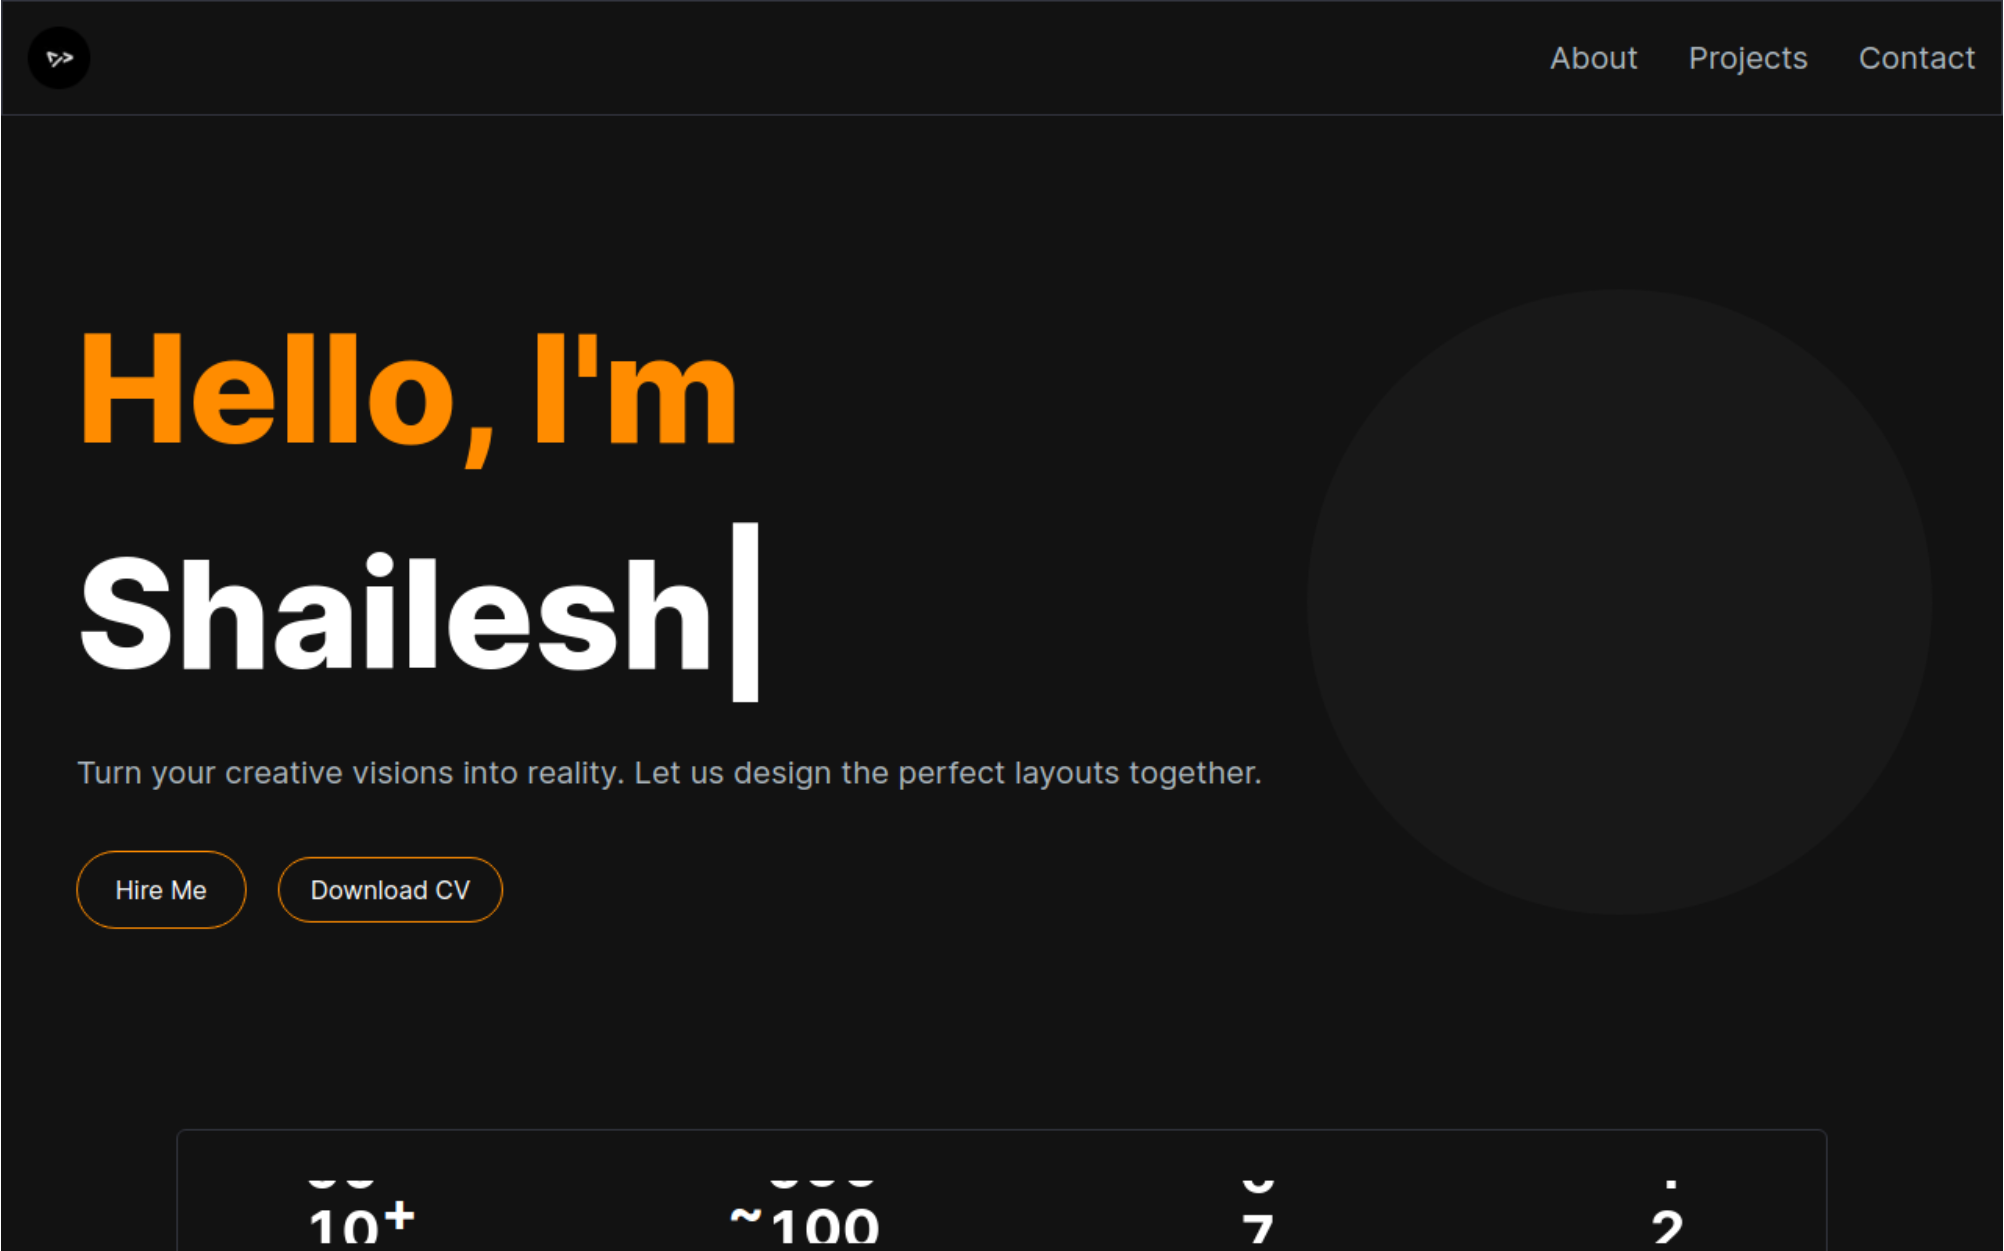 About Projects Contact
Hello, I'm
Shailesh
Turn your creative visions into reality. Let us design the perfect layouts together.
Hire Me Download CV
10+ ~100 7 2